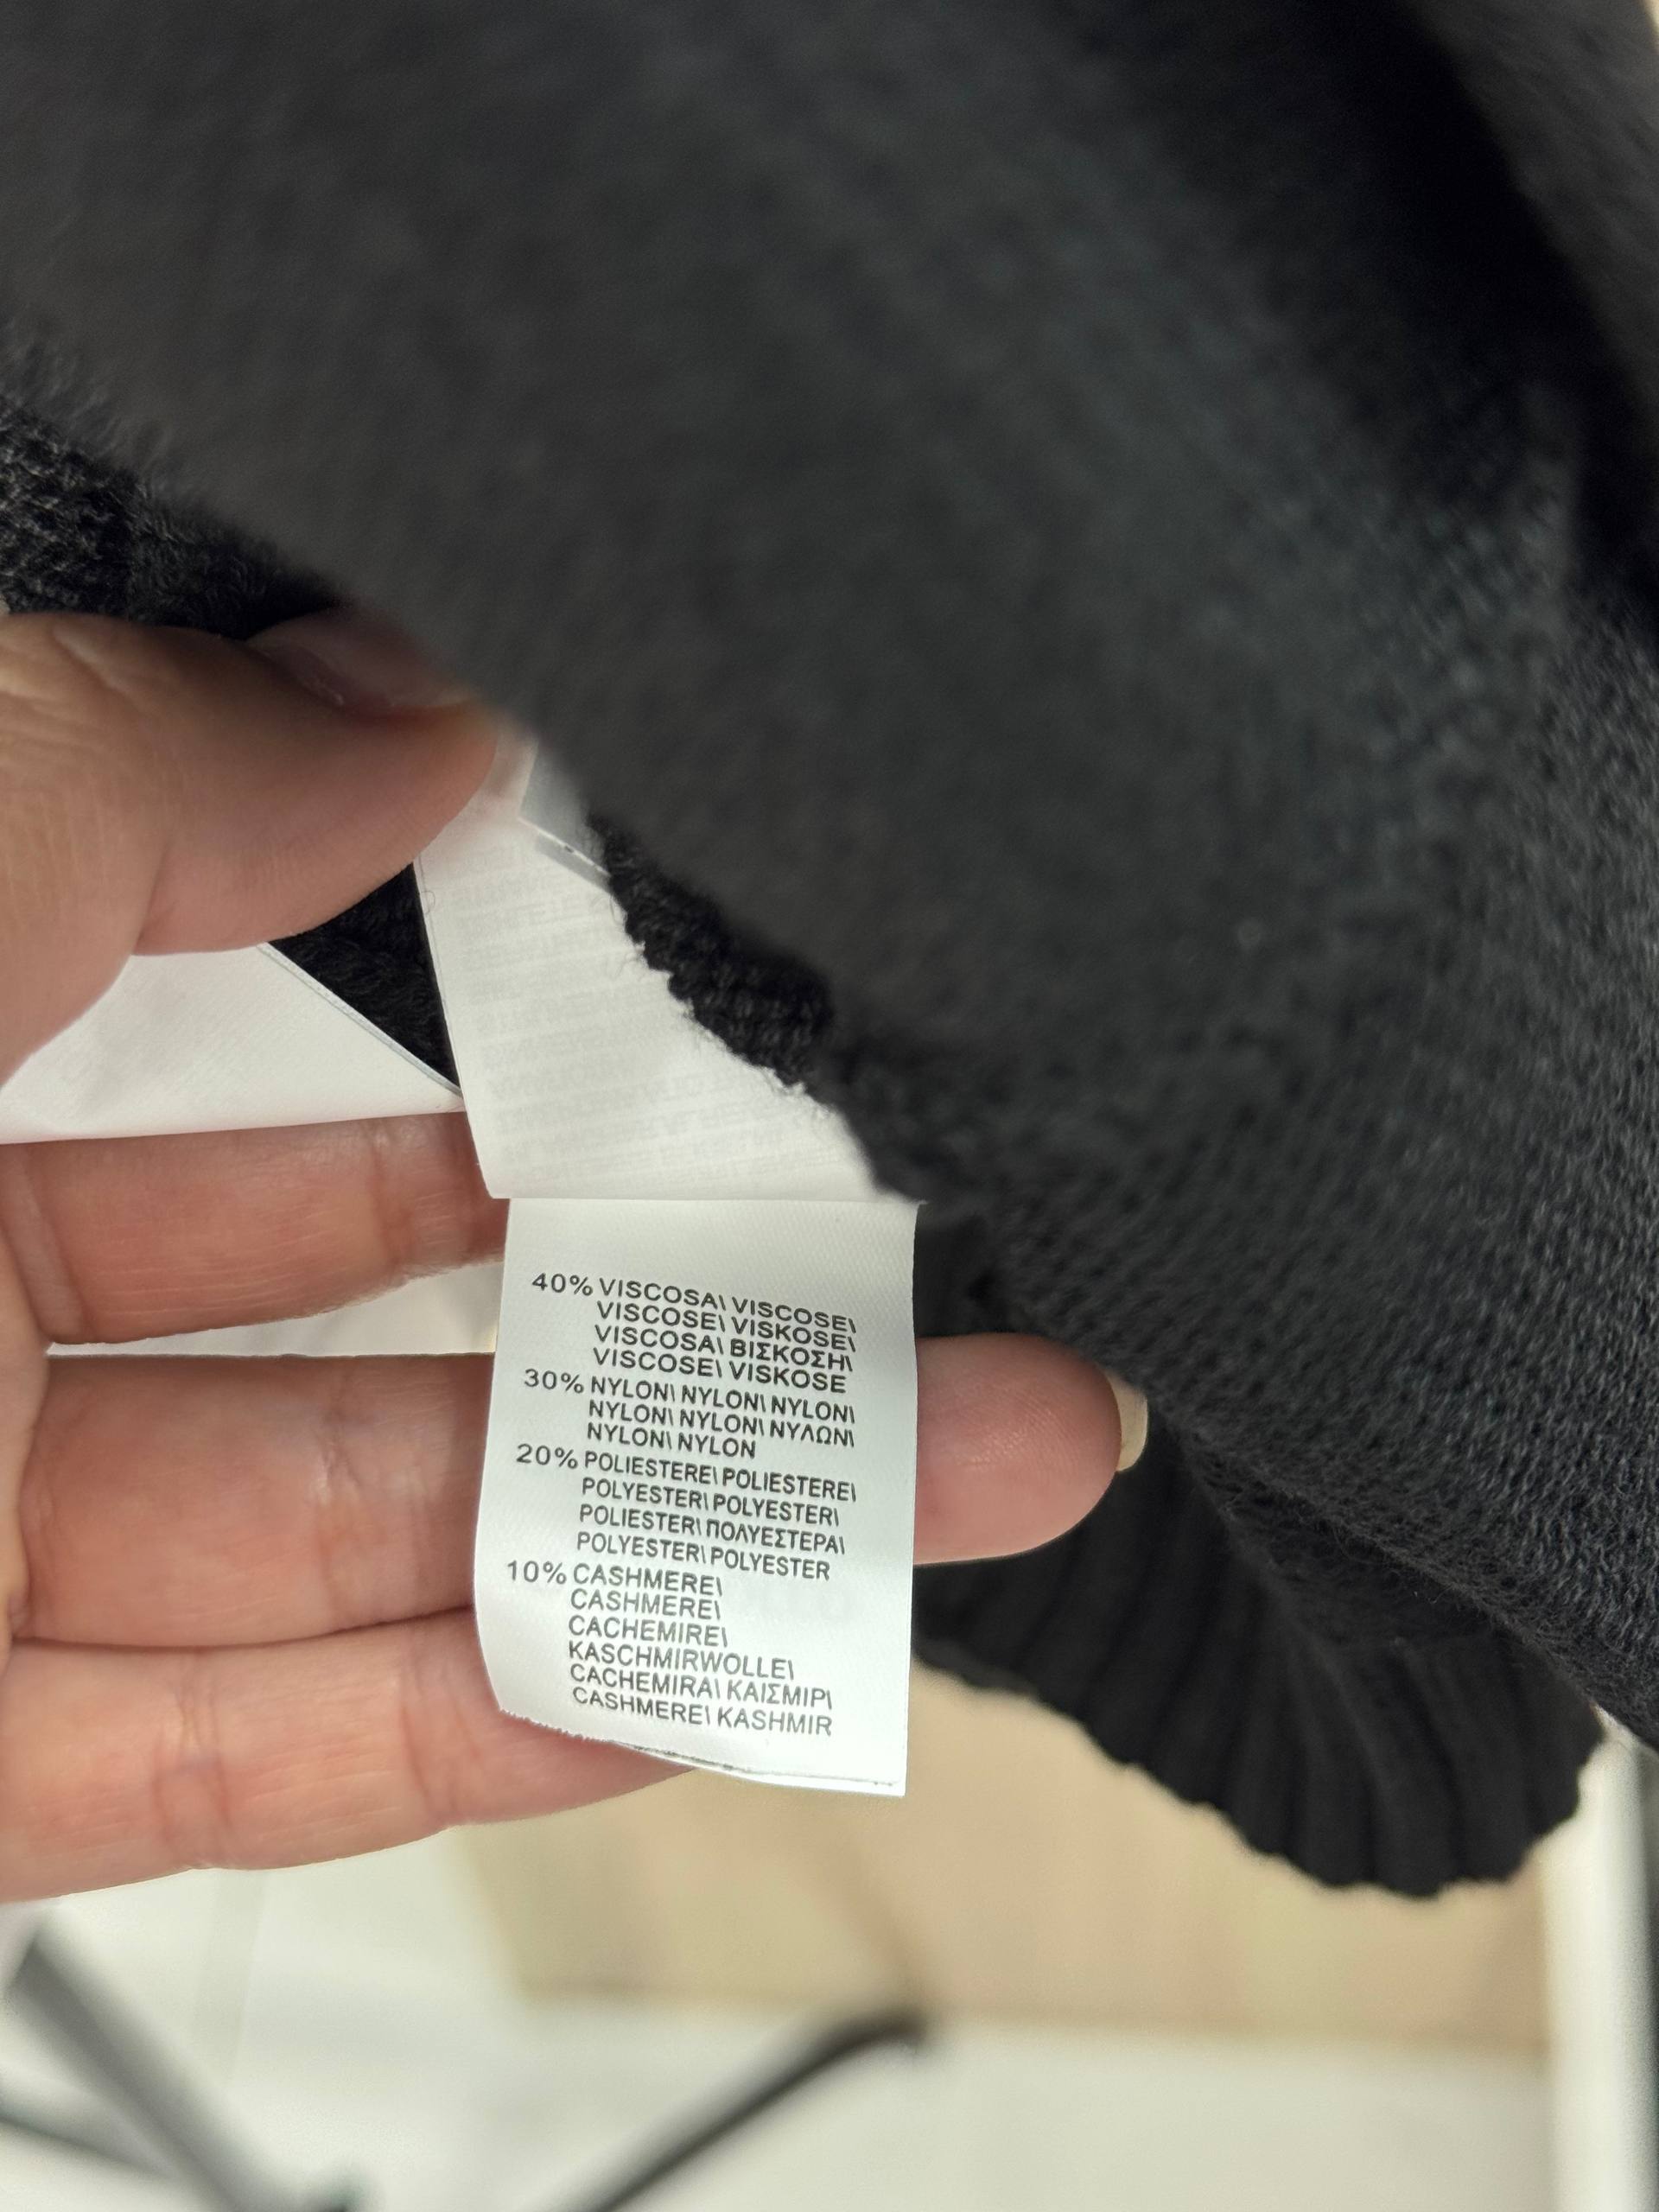 40% VISCOSA\ VISCOSE\
VISCOSE\ VISKOSE\
VISCOSA\ ΒΙΣΚΟΣΗ\
VISCOSE\ VISKOSE
30% NYLON\ NYLON\ NYLON\
NYLON\ NYLON\ ΝΥΛΩΝ\
NYLON\ NYLON
20% POLIESTERE\ POLIESTERE\
POLYESTER\ POLYESTER\
POLIESTER\ ΠΟΛΥΕΣΤΕΡΑ\
POLYESTER\ POLYESTER
10% CASHMERE\
CASHMERE\
CACHEMIRE\
KASCHMIRWOLLE\
CACHEMIRA\ ΚΑΙΣΜΙΡ\
CASHMERE\ KASHMIR